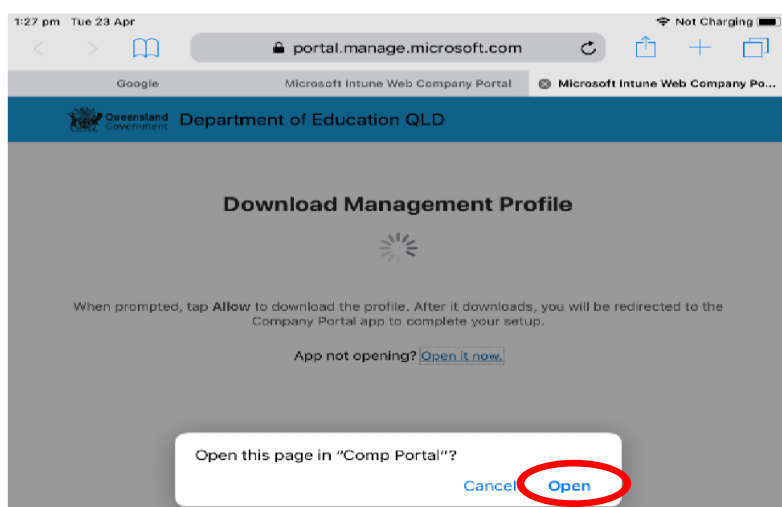 1:27 pm Tue 23 Apr Not Charging
portal.manage.microsoft.com
Google Microsoft Intune Web Company Portal Microsoft Intune Web Company Po...
Queensland
Government
Department of Education QLD
Download Management Profile
When prompted, tap Allow to download the profile. After it downloads, you will be redirected to the
Company Portal app to complete your setup.
App not opening? Open it now.
Open this page in “Comp Portal”?
Cancel Open